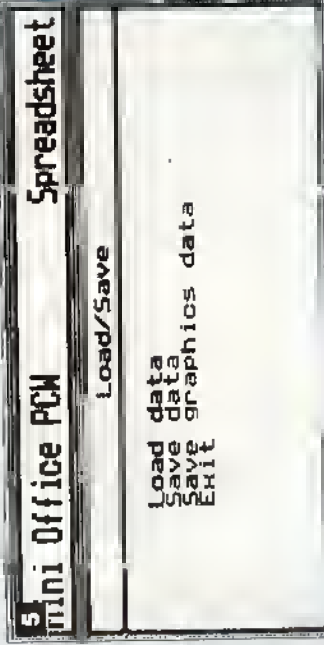 5
Mini Office PCW Spreadsheet
Load/Save
Load data
Save data
Save graphics data
Exit